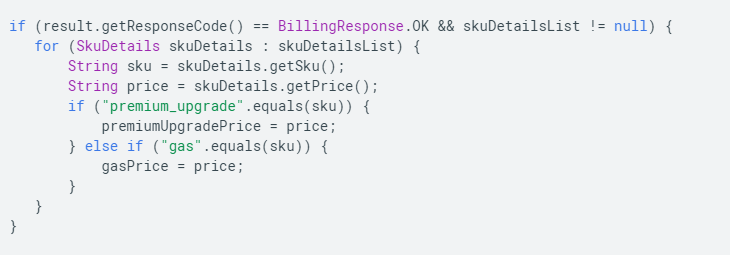 if (result.getResponseCode() == BillingResponse.OK && skuDetailsList != null) {
   for (SkuDetails skuDetails : skuDetailsList) {
       String sku = skuDetails.getSku();
       String price = skuDetails.getPrice();
       if ("premium_upgrade".equals(sku)) {
           premiumUpgradePrice = price;
       } else if ("gas".equals(sku)) {
           gasPrice = price;
       }
   }
}